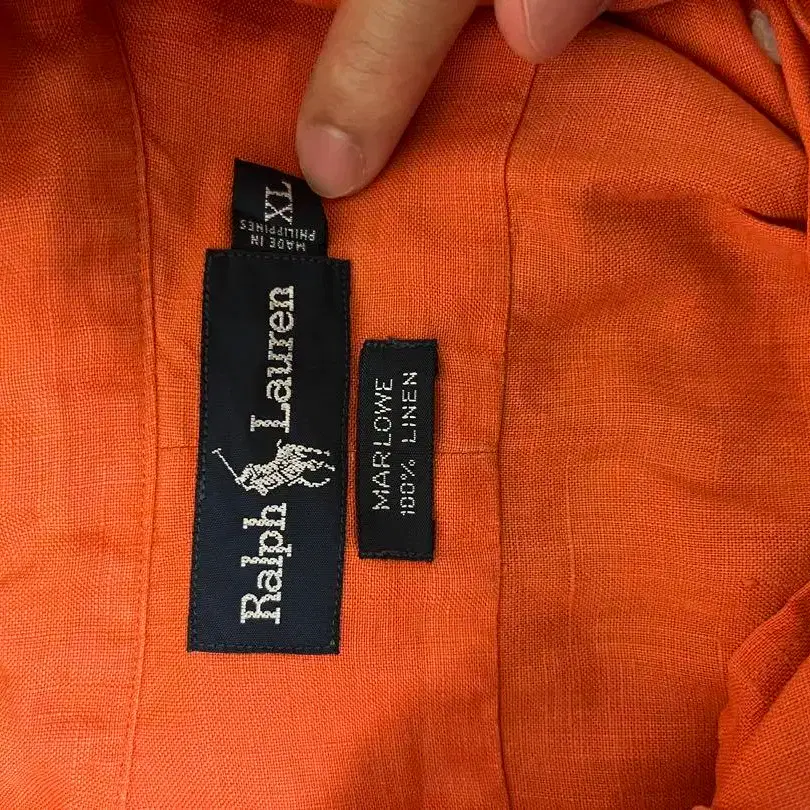 XL
MADE IN
PHILIPPINES
Ralph Lauren
MARLOWE
100% LINEN